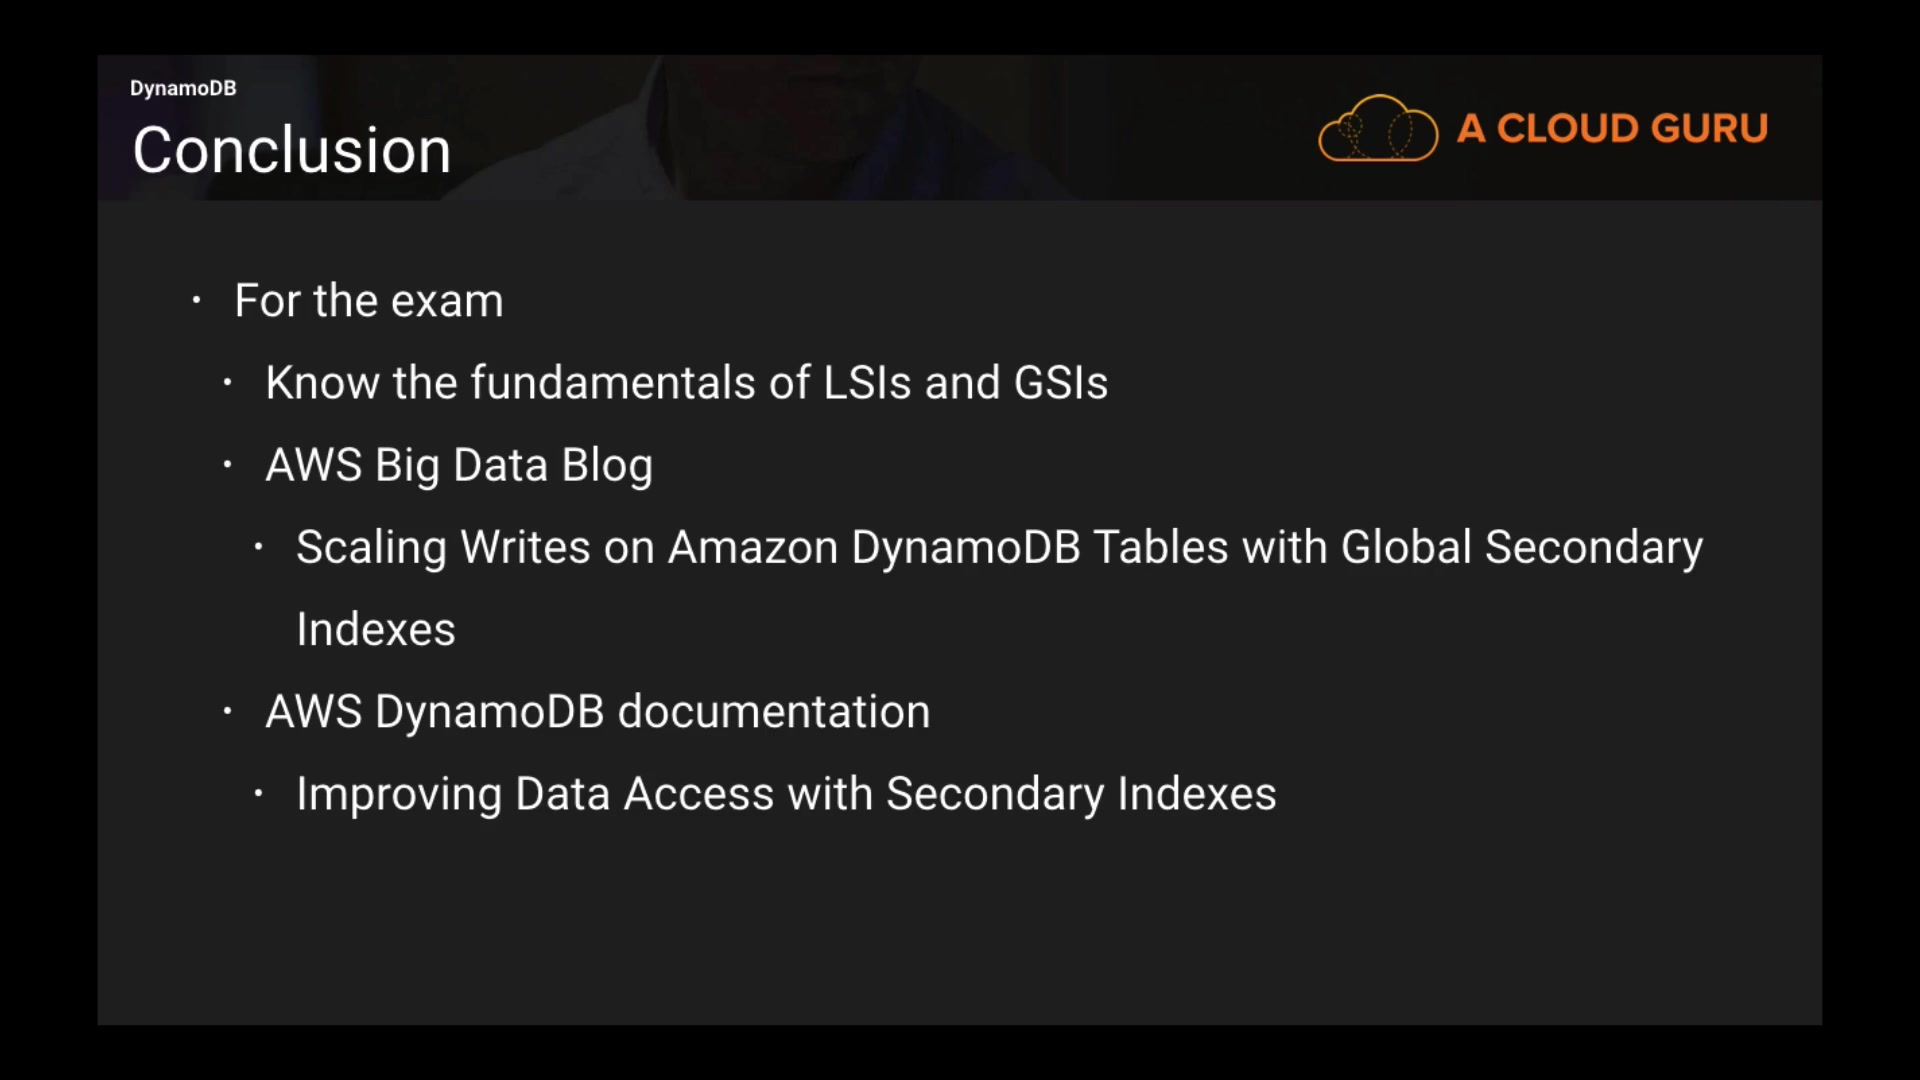 DynamoDB
Conclusion
A CLOUD GURU
• For the exam
• Know the fundamentals of LSIs and GSIs
• AWS Big Data Blog
• Scaling Writes on Amazon DynamoDB Tables with Global Secondary
Indexes
• AWS DynamoDB documentation
• Improving Data Access with Secondary Indexes